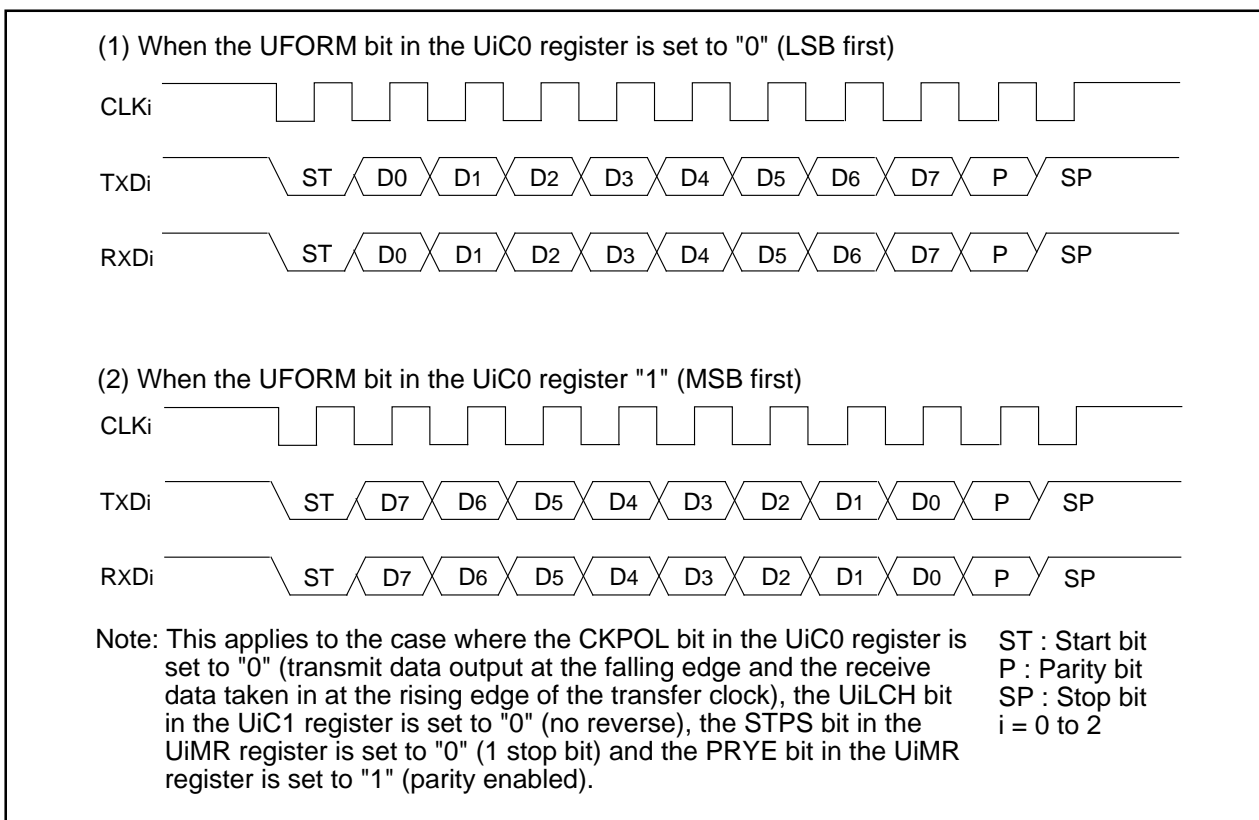 (1) When the UFORM bit in the UiC0 register is set to "0" (LSB first)
CLKi
TXDi ST D0 D1 D2 D3 D4 D5 D6 D7 P SP
RXDi ST D0 D1 D2 D3 D4 D5 D6 D7 P SP
(2) When the UFORM bit in the UiC0 register "1" (MSB first)
CLKi
TXDi ST D7 D6 D5 D4 D3 D2 D1 D0 P SP
RXDi ST D7 D6 D5 D4 D3 D2 D1 D0 P SP
Note: This applies to the case where the CKPOL bit in the UiC0 register is
set to "0" (transmit data output at the falling edge and the receive
data taken in at the rising edge of the transfer clock), the UiLCH bit
in the UiC1 register is set to "0" (no reverse), the STPS bit in the
UiMR register is set to "0" (1 stop bit) and the PRYE bit in the UiMR
register is set to "1" (parity enabled).
ST : Start bit
P : Parity bit
SP : Stop bit
i = 0 to 2